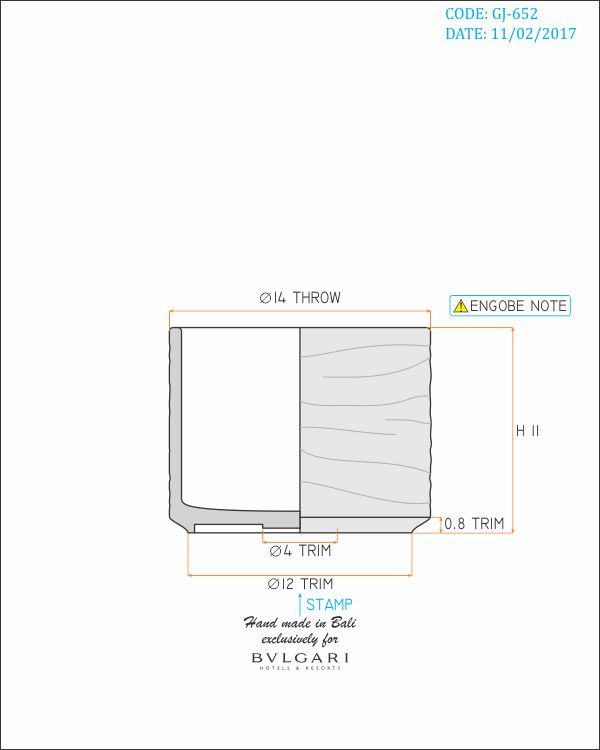 CODE: GJ-652
DATE: 11/02/2017
Ø14 THROW
ENGOBE NOTE
H 11
0.8 TRIM
Ø4 TRIM
Ø12 TRIM
STAMP
Hand made in Bali
exclusively for
BVLGARI
HOTELS & RESORTS